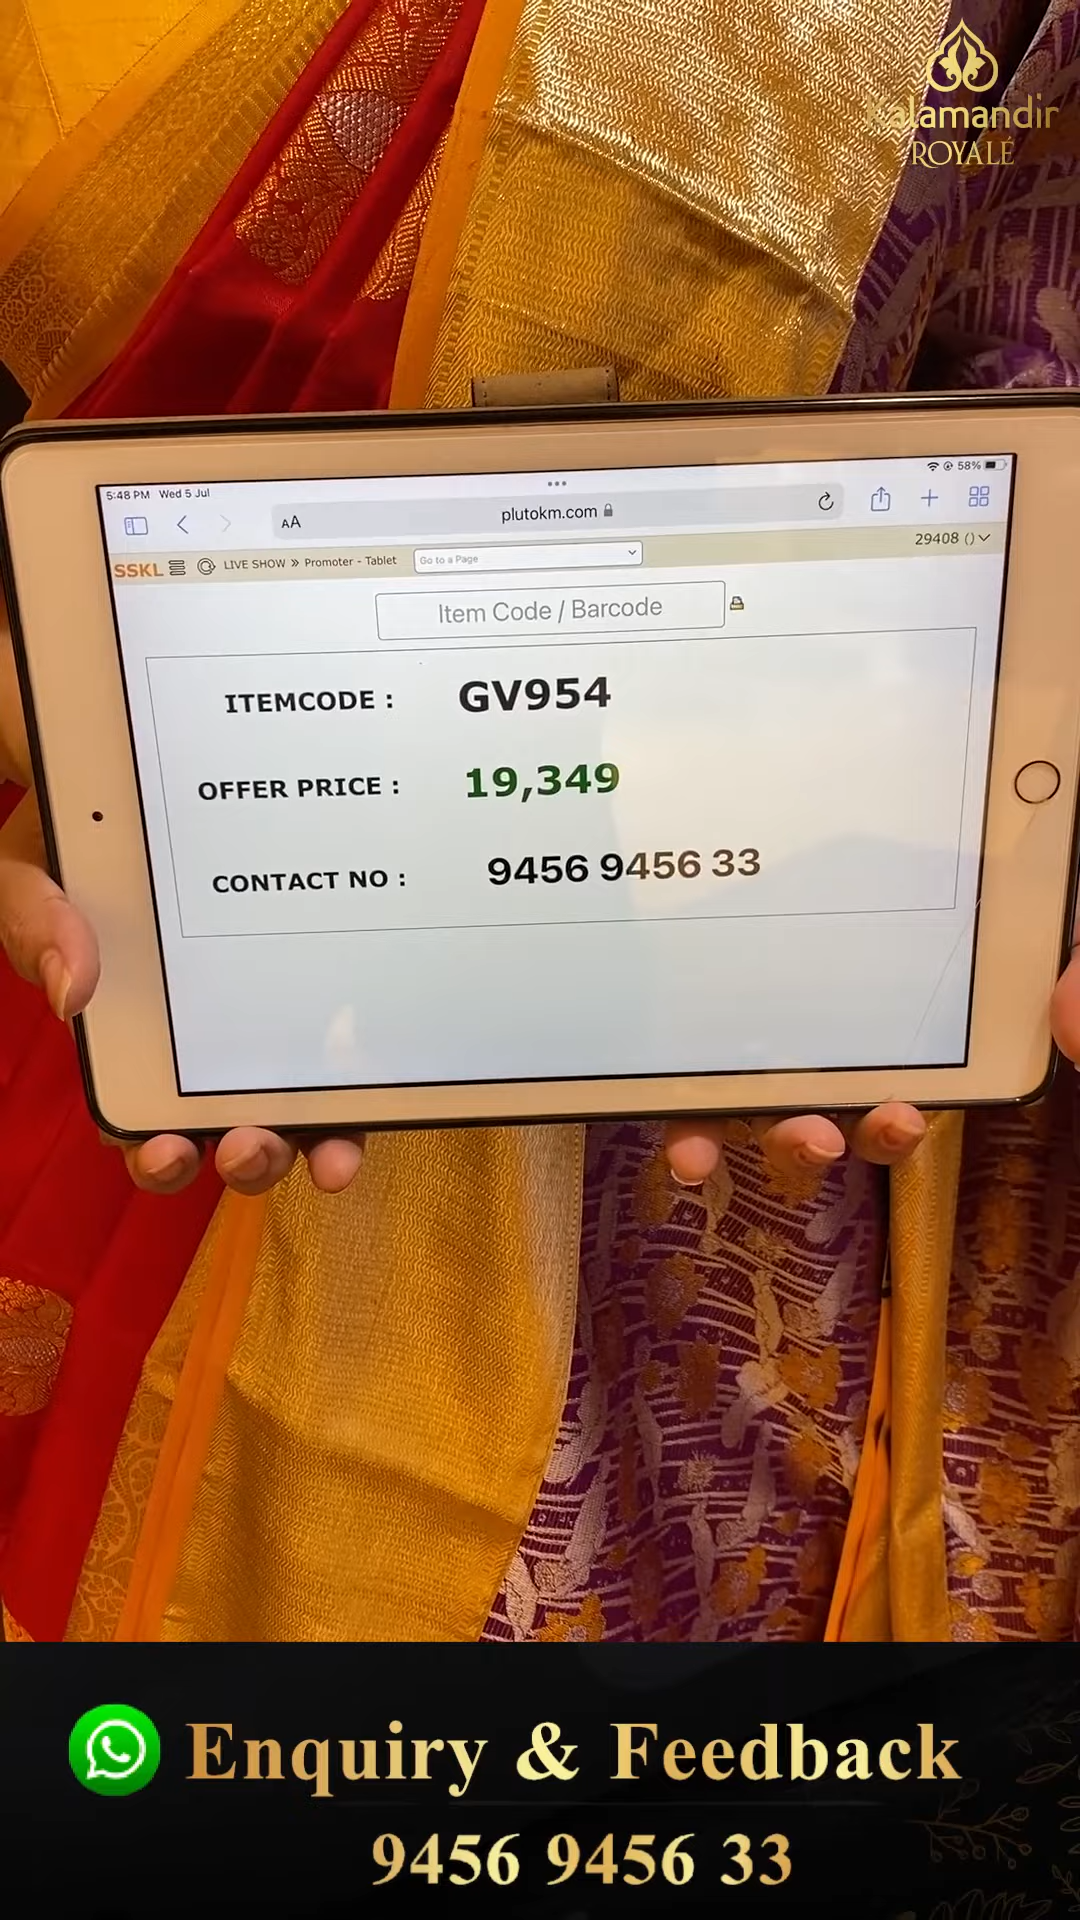 Kalamandir
ROYALE
5:48 PM Wed 5 Jul
58%
AA
plutokm.com
SSKL
LIVE SHOW » Promoter - Tablet
Go to a Page
29408 ()
Item Code / Barcode
ITEMCODE : GV954
OFFER PRICE : 19,349
CONTACT NO : 9456 9456 33
Enquiry & Feedback
9456 9456 33